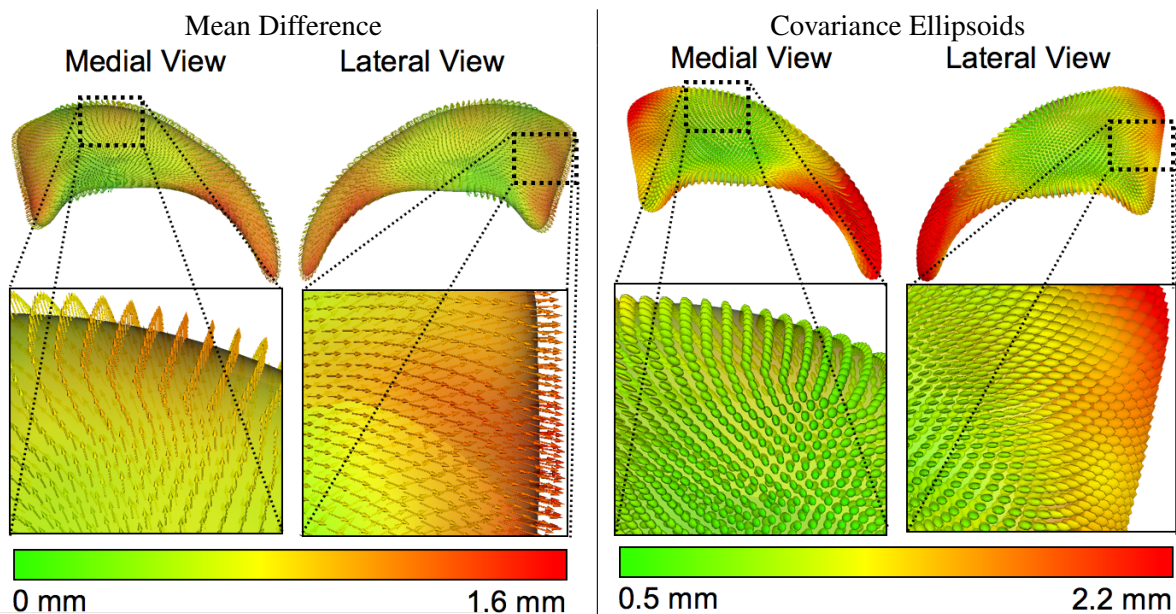 Mean Difference
Medial View Lateral View
0 mm 1.6 mm
Covariance Ellipsoids
Medial View Lateral View
0.5 mm 2.2 mm